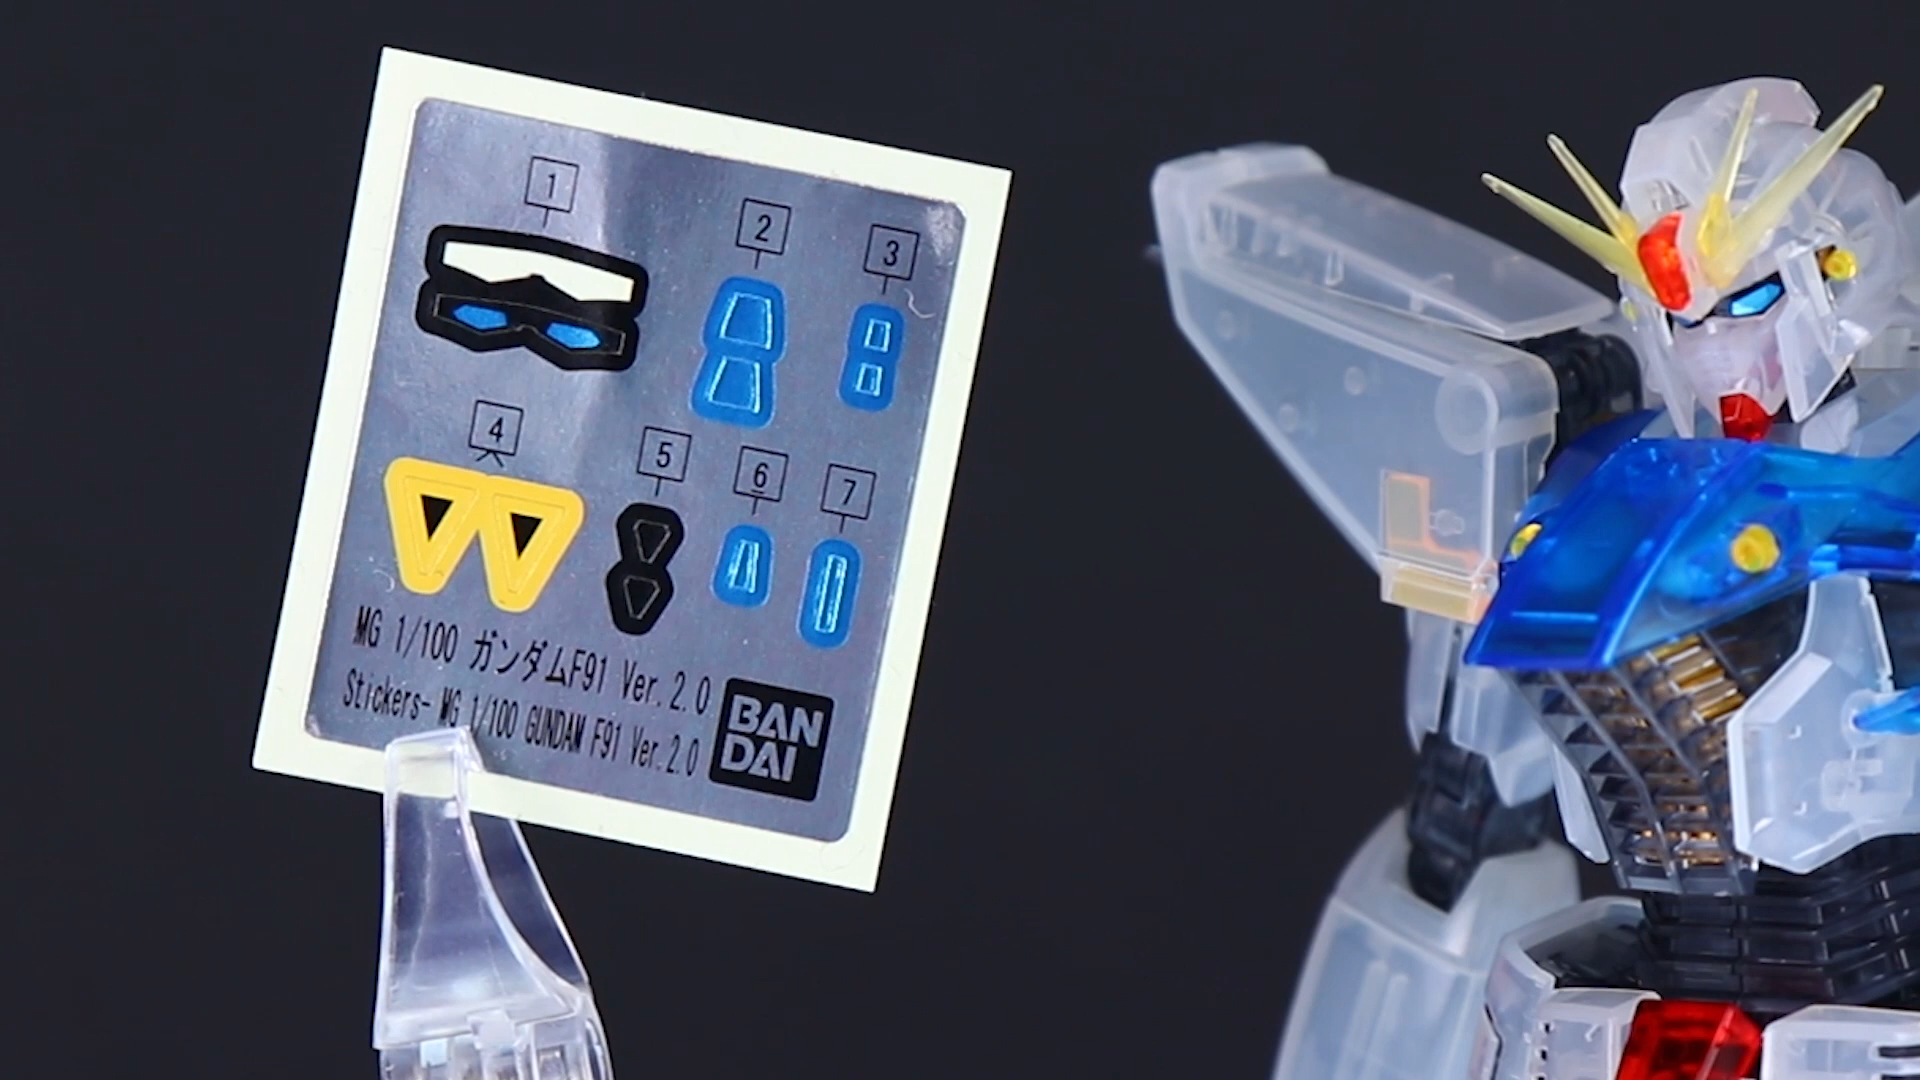 1
2
3
4
5
6
7
MG 1/100 ガンダムF91 Ver.2.0
Stickers- MG 1/100 GUNDAM F91 Ver.2.0
BAN
DAI